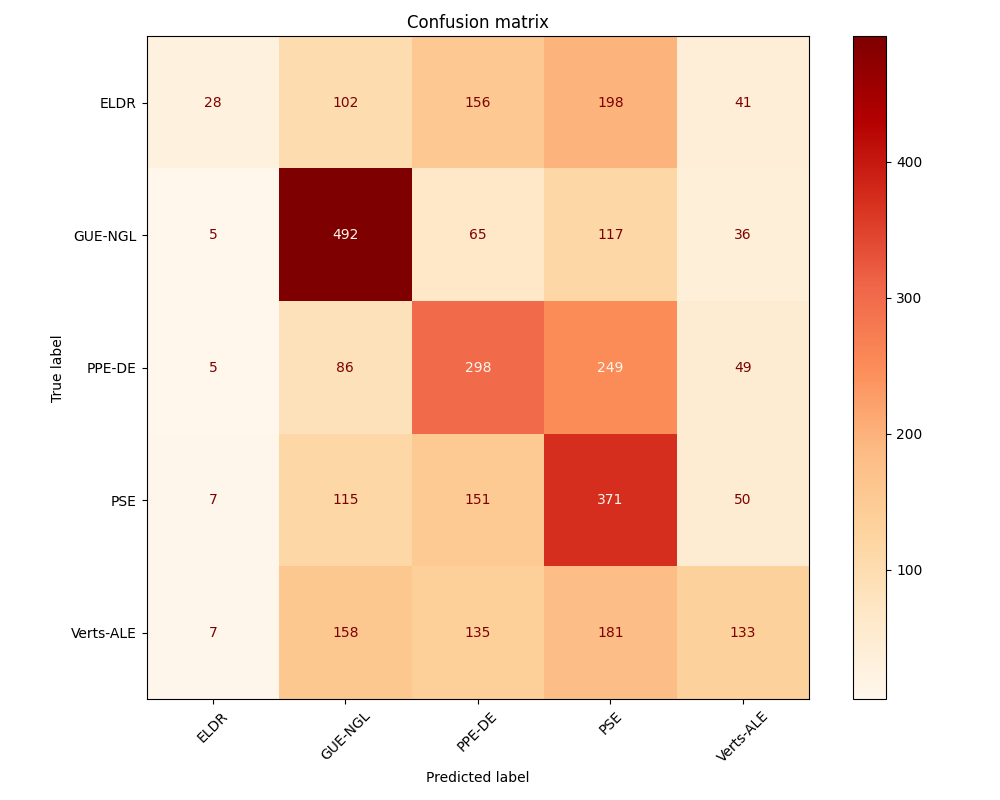 Confusion matrix
ELDR 28 102 156 198 41
GUE-NGL 5 492 65 117 36
PPE-DE 5 86 298 249 49
PSE 7 115 151 371 50
Verts-ALE 7 158 135 181 133
ELDR GUE-NGL PPE-DE PSE Verts-ALE
Predicted label
True label
400
300
200
100